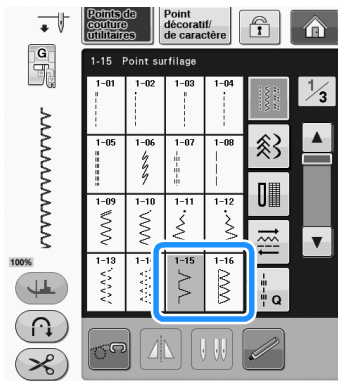 Points de couture utilitaires
Point décoratif/ de caractère
G
1-15 Point surfilage
1/3
1-01 1-02 1-03 1-04
1-05 1-06 1-07 1-08
1-09 1-10 1-11 1-12
100%
1-13 1-1 1-15 1-16
Q